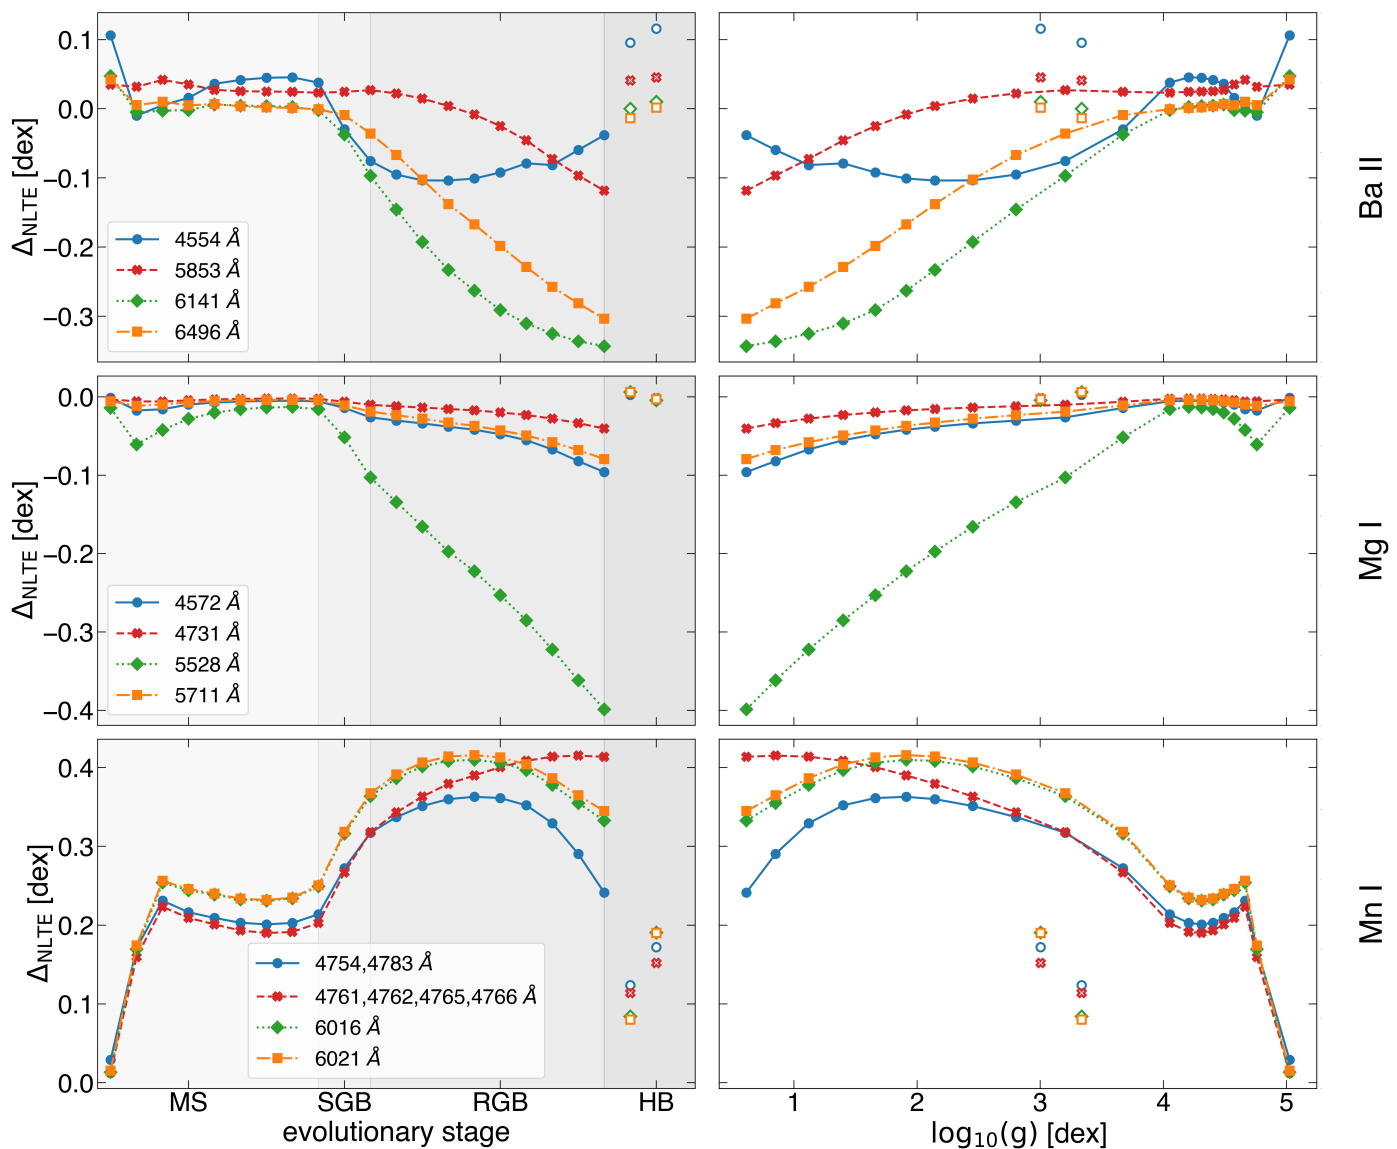 0.1
0.0
−0.1
−0.2
−0.3
ΔNLTE [dex]
4554 Å
5853 Å
6141 Å
6496 Å
Ba II
0.0
−0.1
−0.2
−0.3
−0.4
ΔNLTE [dex]
4572 Å
4731 Å
5528 Å
5711 Å
Mg I
0.4
0.3
0.2
0.1
0.0
ΔNLTE [dex]
4754,4783 Å
4761,4762,4765,4766 Å
6016 Å
6021 Å
Mn I
MS SGB RGB HB
evolutionary stage
1 2 3 4 5
log10(g) [dex]